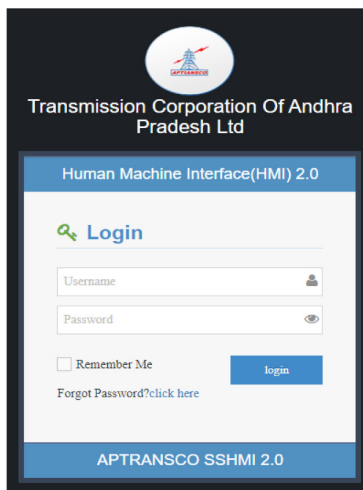 APTRANSCO
Transmission Corporation Of Andhra
Pradesh Ltd
Human Machine Interface(HMI) 2.0
Login
Username
Password
Remember Me
login
Forgot Password?click here
APTRANSCO SSHMI 2.0